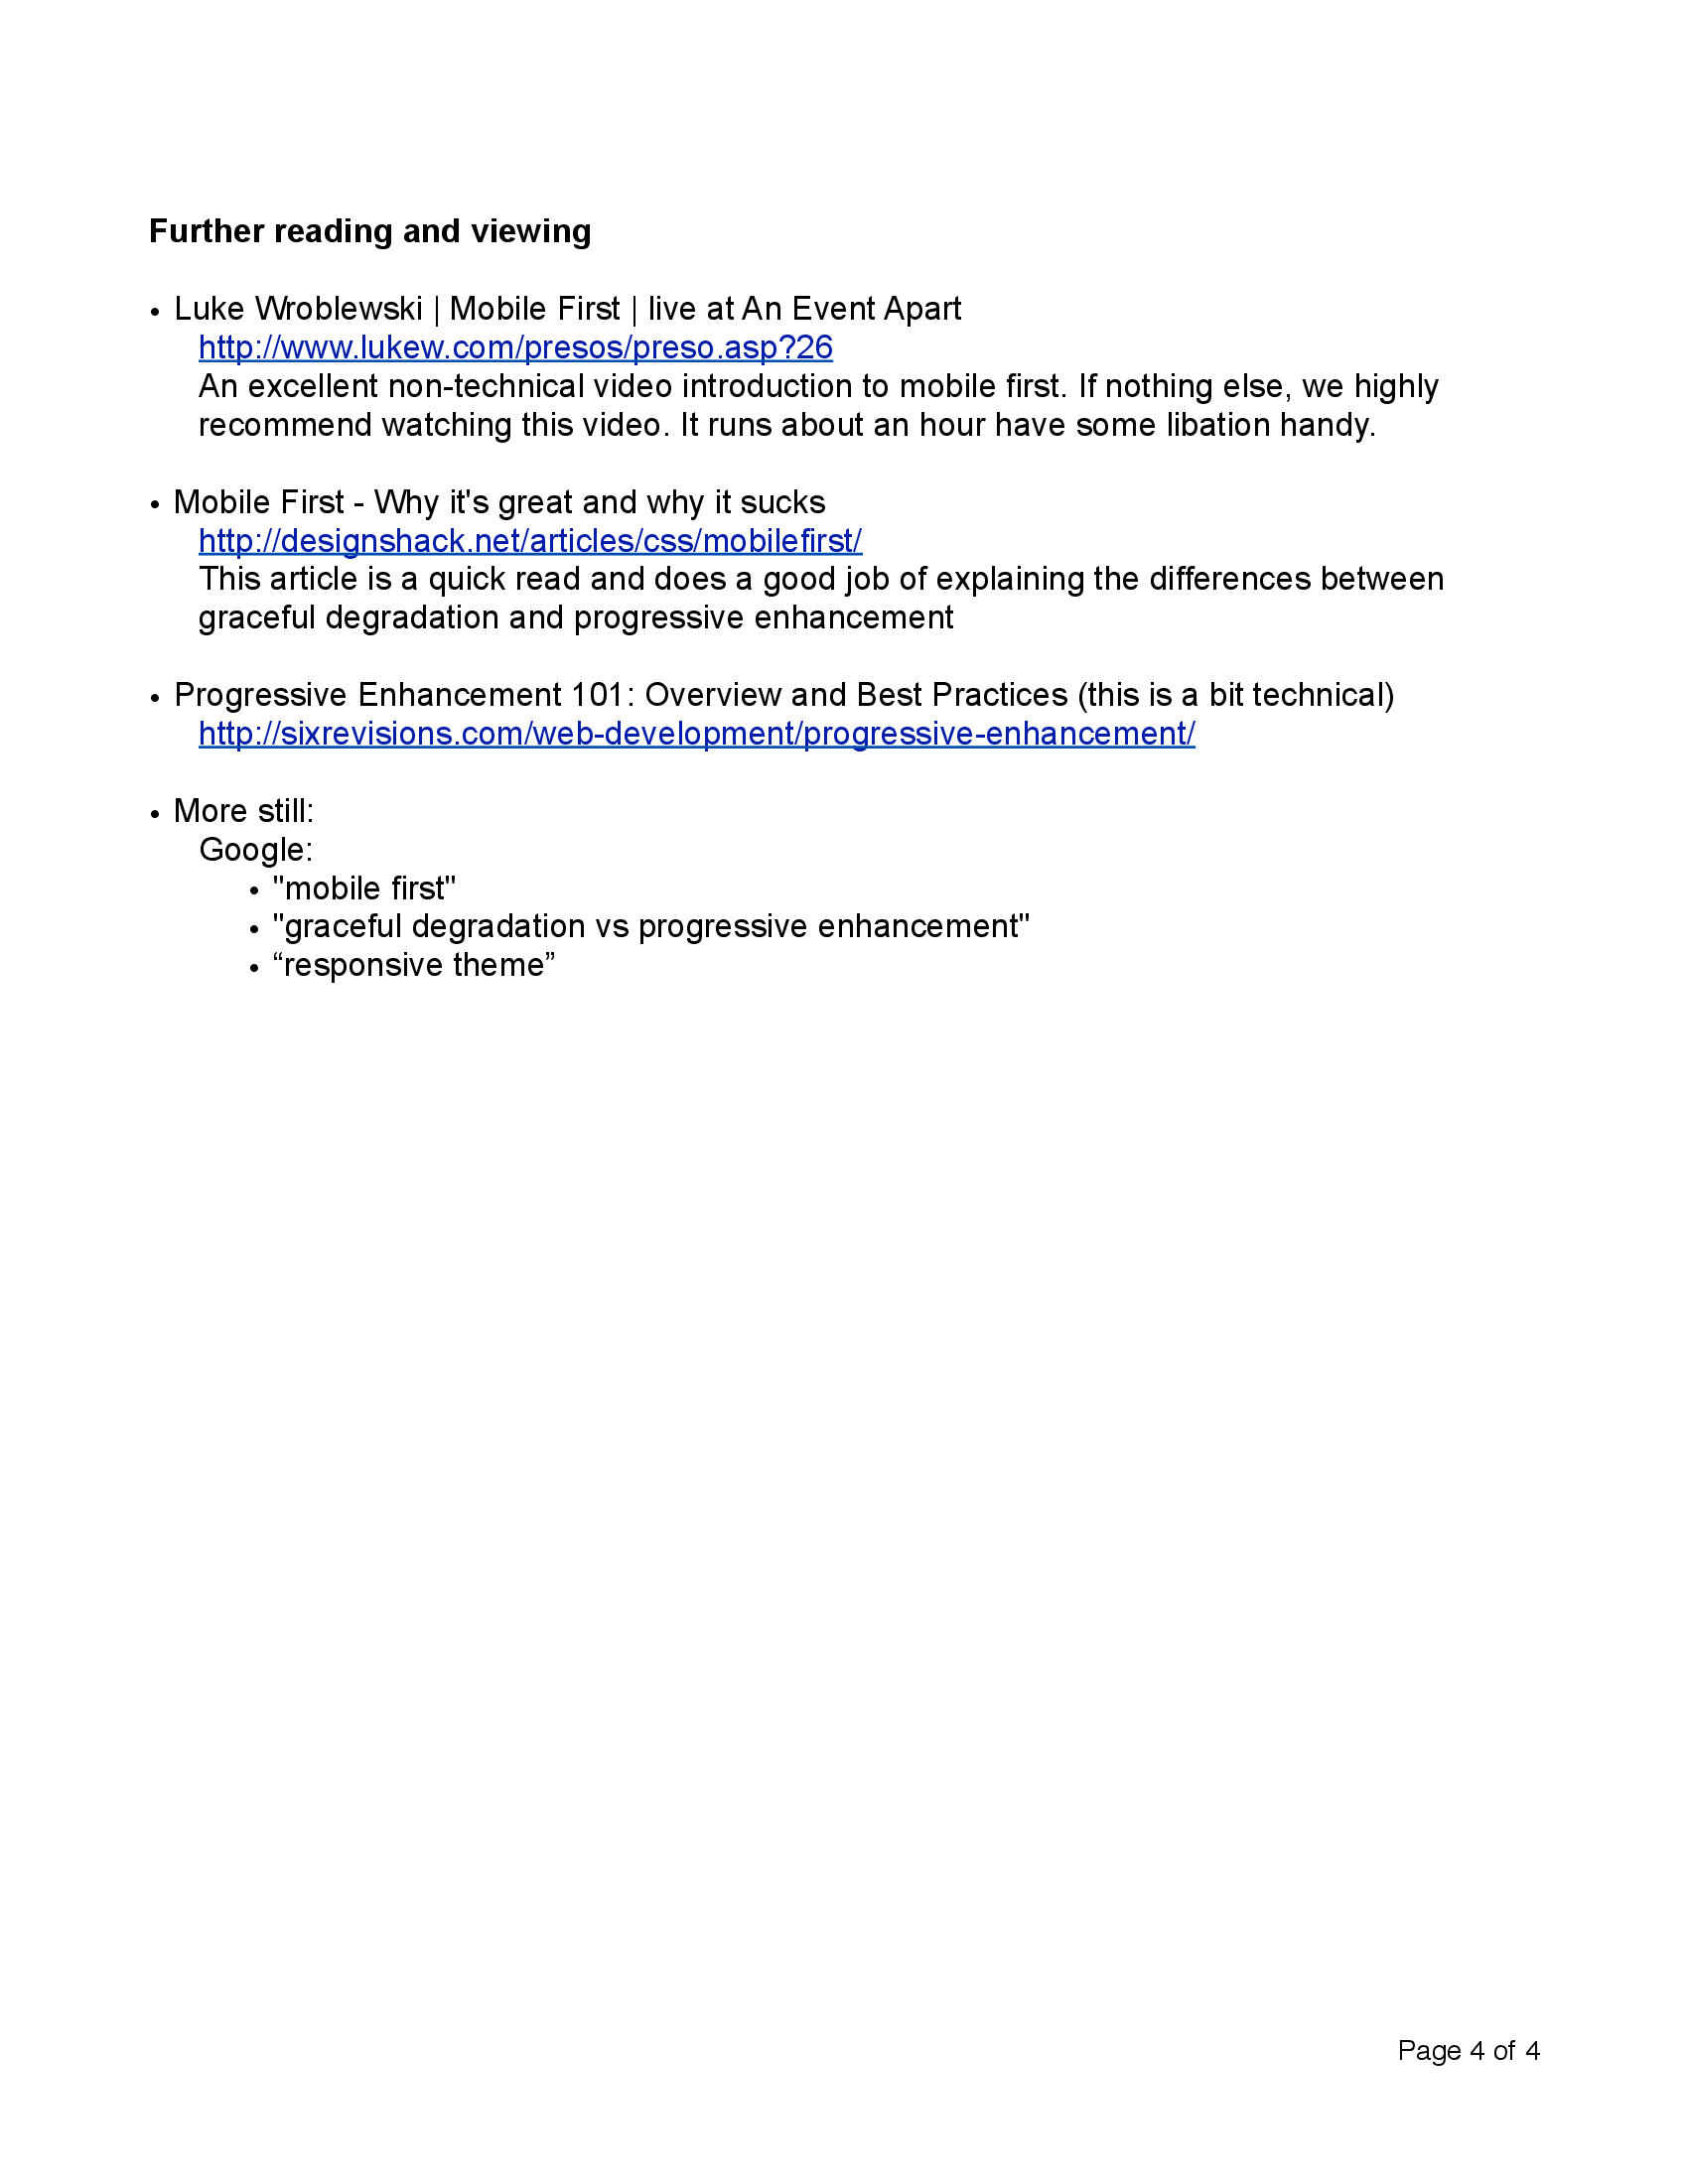 Further reading and viewing
• Luke Wroblewski | Mobile First | live at An Event Apart
http://www.lukew.com/presos/preso.asp?26
An excellent non-technical video introduction to mobile first. If nothing else, we highly
recommend watching this video. It runs about an hour have some libation handy.
• Mobile First - Why it's great and why it sucks
http://designshack.net/articles/css/mobilefirst/
This article is a quick read and does a good job of explaining the differences between
graceful degradation and progressive enhancement
• Progressive Enhancement 101: Overview and Best Practices (this is a bit technical)
http://sixrevisions.com/web-development/progressive-enhancement/
• More still:
Google:
• "mobile first"
• "graceful degradation vs progressive enhancement"
• “responsive theme”
Page 4 of 4